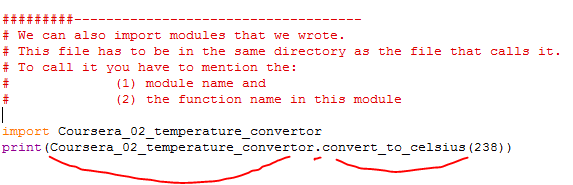 #########----------------------------------
# We can also import modules that we wrote.
# This file has to be in the same directory as the file that calls it.
# To call it you have to mention the:
#             (1) module name and
#             (2) the function name in this module
import Coursera_02_temperature_convertor
print(Coursera_02_temperature_convertor.convert_to_celsius(238))